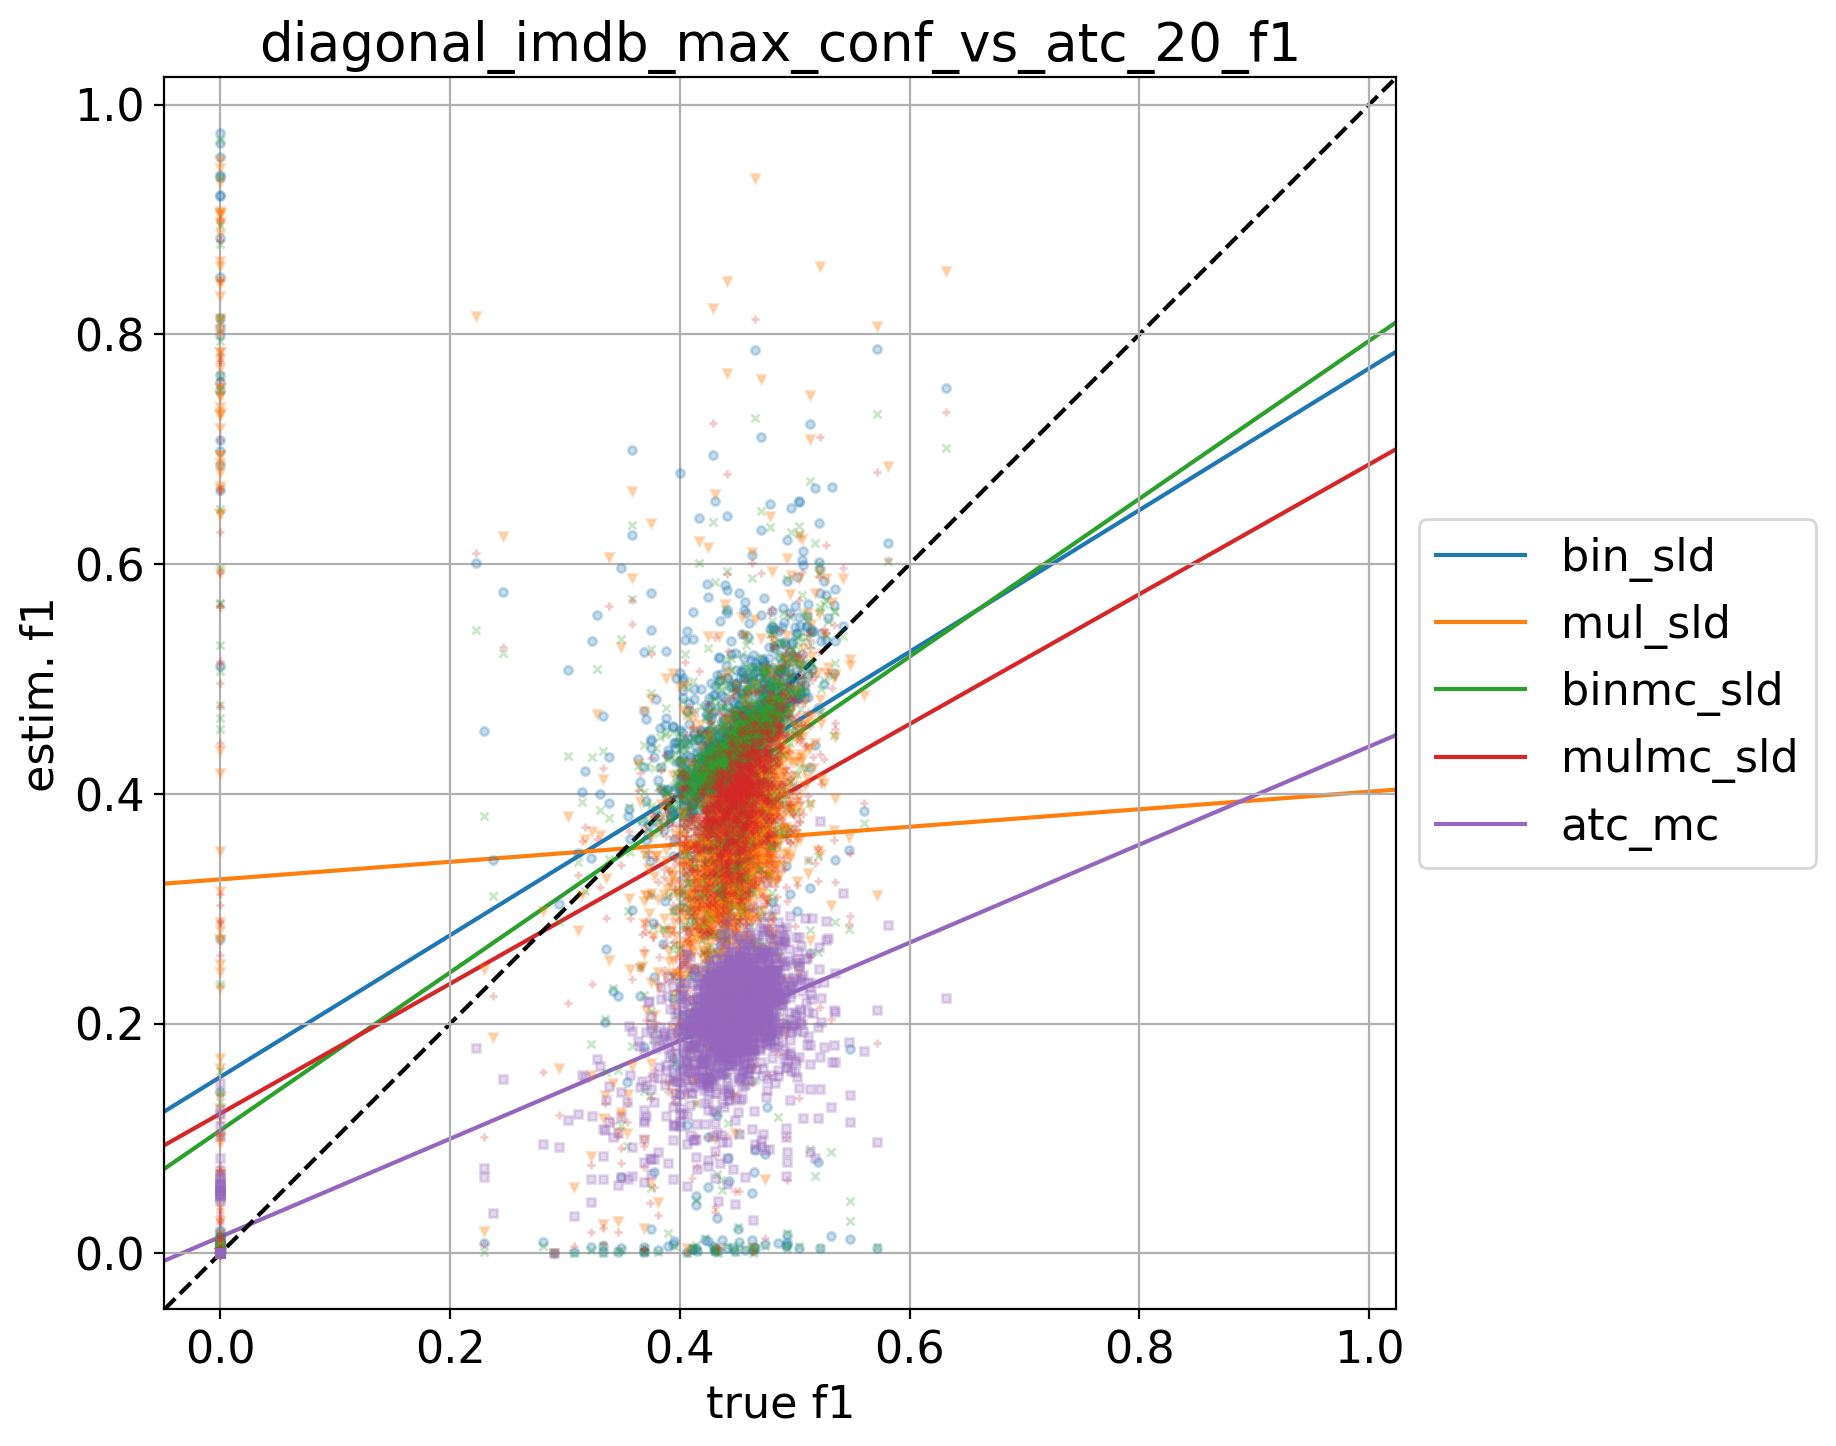 diagonal_imdb_max_conf_vs_atc_20_f1
1.0
0.8
0.6
0.4
0.2
0.0
estim. f1
0.0 0.2 0.4 0.6 0.8 1.0
true f1
bin_sld
mul_sld
binmc_sld
mulmc_sld
atc_mc